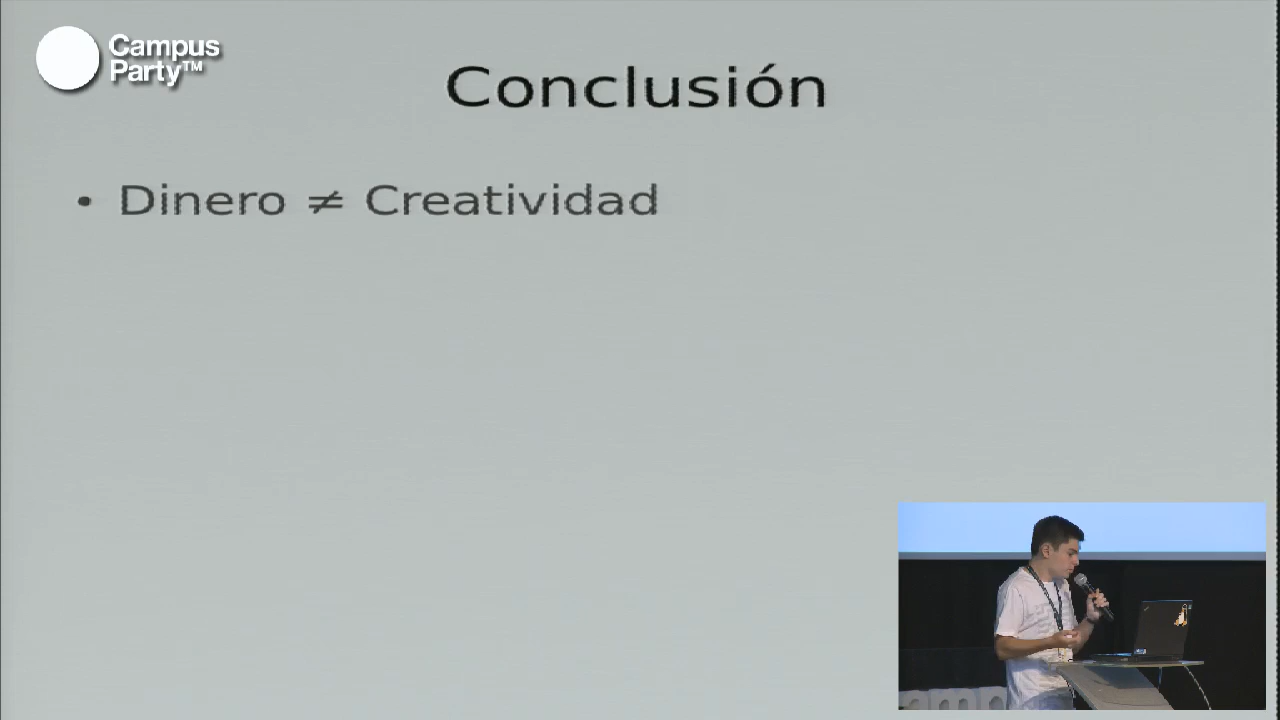 Campus
Party™
Conclusión
• Dinero ≠ Creatividad